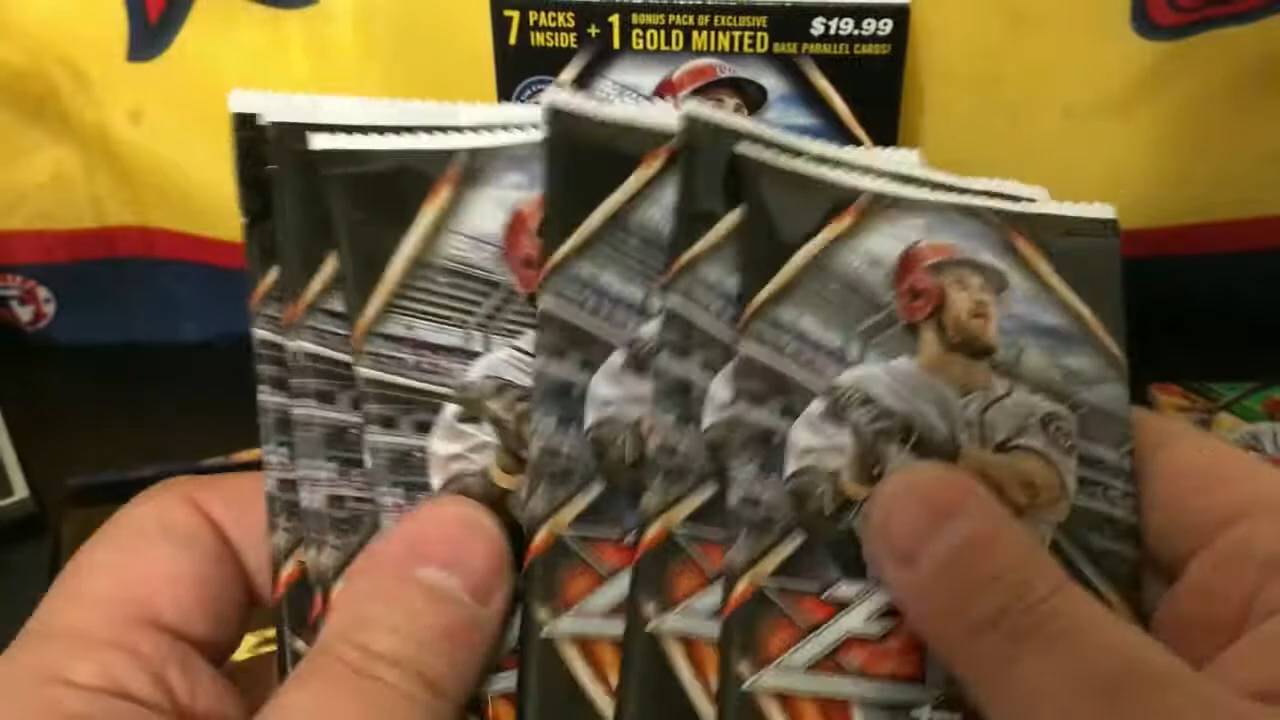 7 PACKS INSIDE + 1 BONUS PACK OF EXCLUSIVE GOLD MINTED BASE PARALLEL CARDS!
$19.99